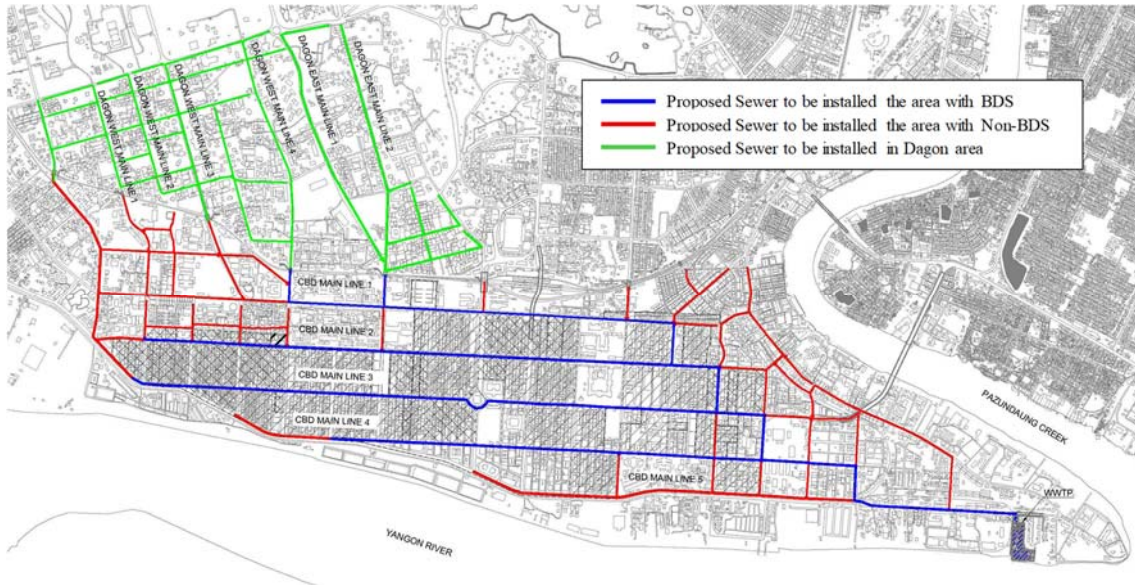 DAGON WEST MAIN LINE 1
DAGON WEST MAIN LINE 2
DAGON WEST MAIN LINE 3
DAGON WEST MAIN LINE 4
DAGON EAST MAIN LINE 1
DAGON EAST MAIN LINE 2
Proposed Sewer to be installed the area with BDS
Proposed Sewer to be installed the area with Non-BDS
Proposed Sewer to be installed in Dagon area
CBD MAIN LINE 1
CBD MAIN LINE 2
CBD MAIN LINE 3
CBD MAIN LINE 4
CBD MAIN LINE 5
PAZUNDAUNG CREEK
WWTP
YANGON RIVER